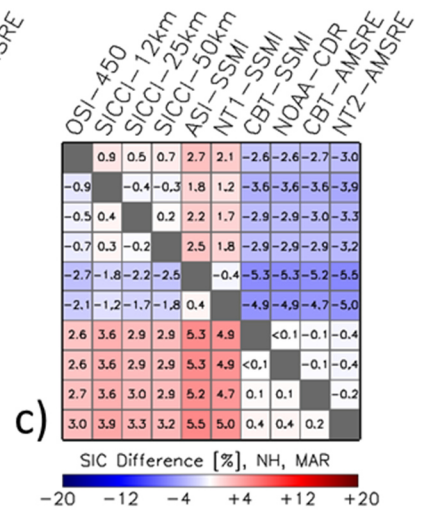 SRE
OSI-450 SICCI-12km SICCI-25km SICCI-50km ASI-SSMI NT1-SSMI CBT-SSMI NOAA-CDR CBT-AMSRE NT2-AMSRE
0.9 0.5 0.7 2.7 2.1 -2.6 -2.6 -2.7 -3.0
-0.9 -0.4 -0.3 1.8 1.2 -3.6 -3.6 -3.6 -3.9
-0.5 0.4 0.2 2.2 1.7 -2.9 -2.9 -3.0 -3.3
-0.7 0.3 -0.2 2.5 1.8 -2.9 -2.9 -2.9 -3.2
-2.7 -1.8 -2.2 -2.5 -0.4 -5.3 -5.3 -5.2 -5.5
-2.1 -1.2 -1.7 -1.8 0.4 -4.9 -4.9 -4.7 -5.0
2.6 3.6 2.9 2.9 5.3 4.9 <0.1 -0.1 -0.4
2.6 3.6 2.9 2.9 5.3 4.9 <0.1 -0.1 -0.4
2.7 3.6 3.0 2.9 5.2 4.7 0.1 0.1 -0.2
3.0 3.9 3.3 3.2 5.5 5.0 0.4 0.4 0.2
c)
SIC Difference [%], NH, MAR
-20 -12 -4 +4 +12 +20